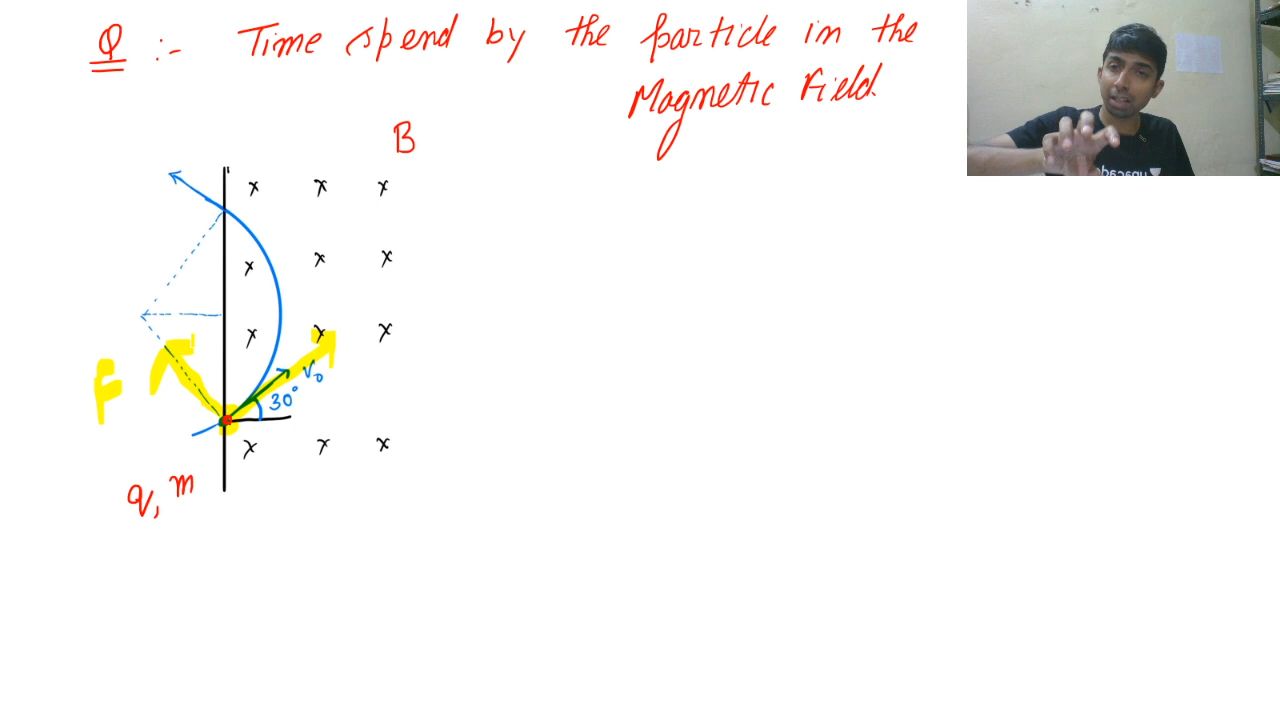 Q :- Time spend by the particle in the
Magnetic Field.
B
x x x
x x x
x x x
F
v₀
30°
x x x
q, m